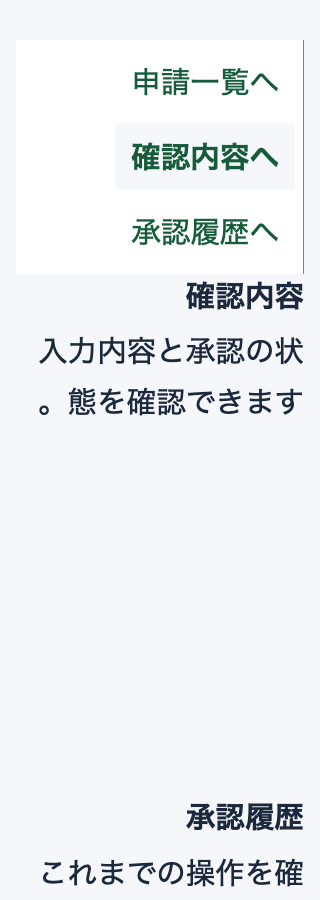 申請一覧へ
確認内容へ
承認履歴へ
確認内容
入力内容と承認の状
態を確認できます。
承認履歴
これまでの操作を確